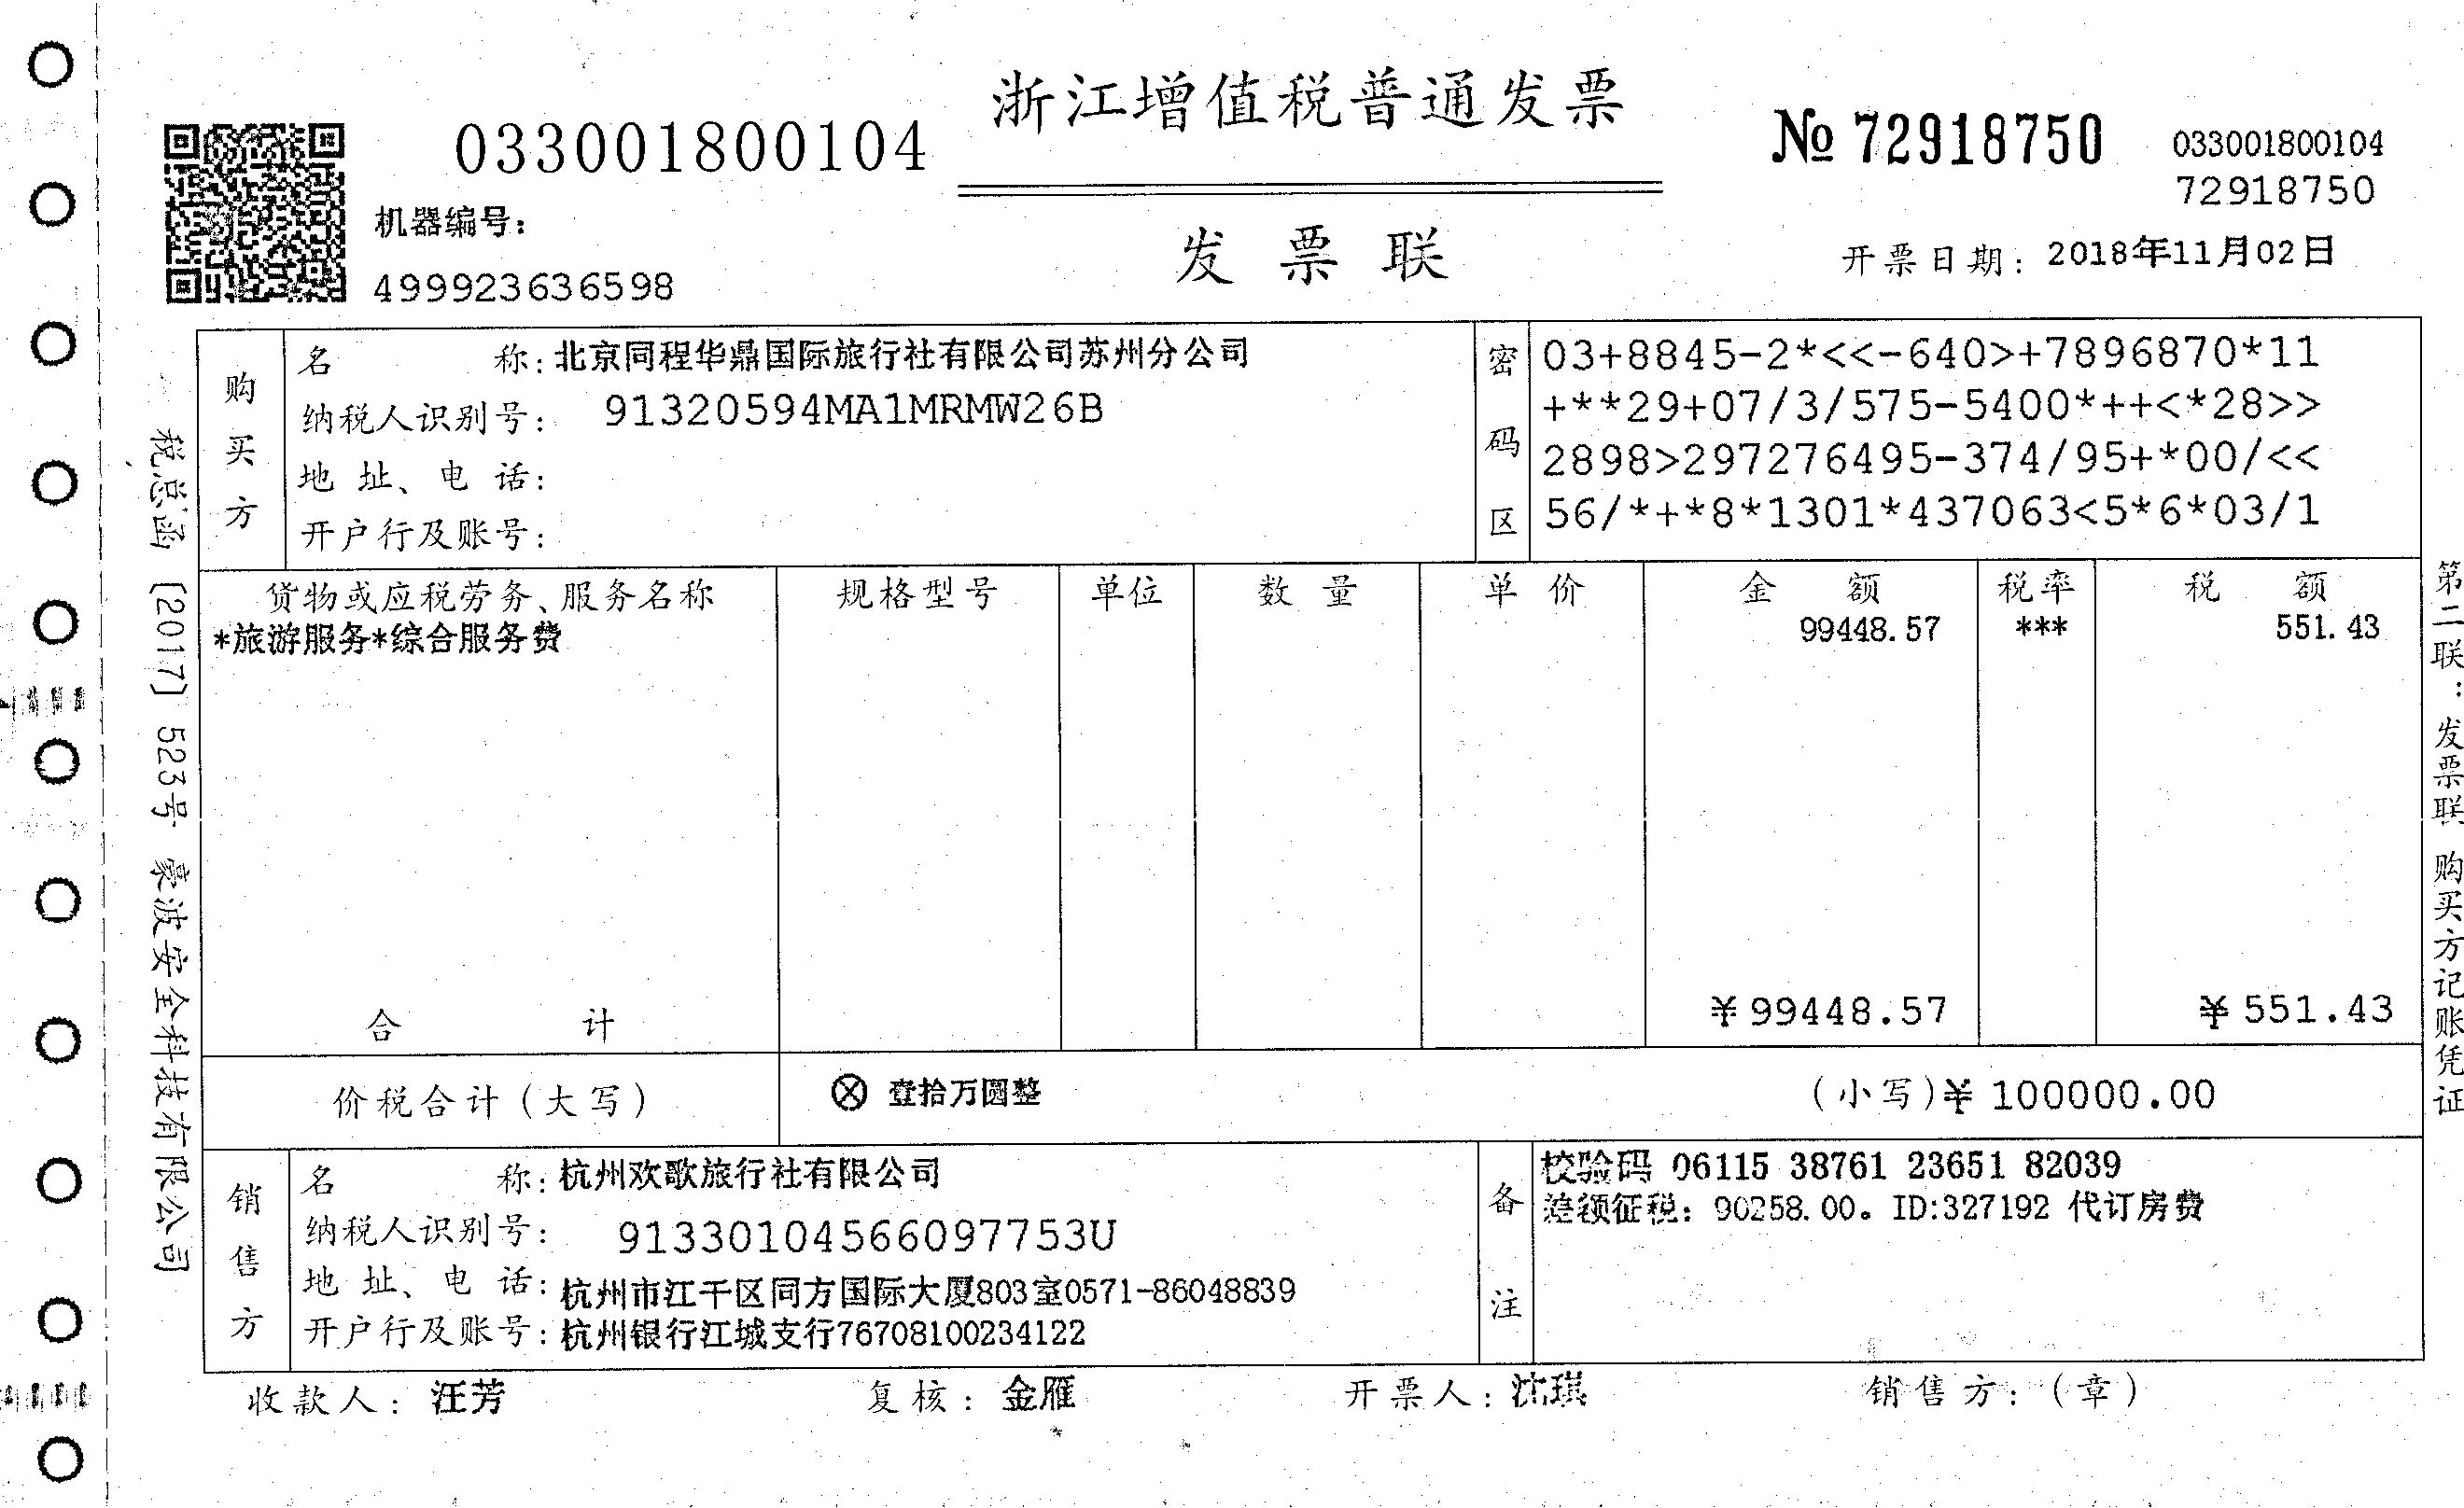 浙江增值税普通发票
033001800104
№ 72918750
033001800104
72918750
机器编号：
499923636598
发票联
开票日期：2018年11月02日
购买方
名称：北京同程华鼎国际旅行社有限公司苏州分公司
纳税人识别号：91320594MA1MRMW26B
地址、电话：
开户行及账号：
密码区
03+8845-2*<<-640>+7896870*11
+**29+07/3/575-5400*++<*28>>
2898>297276495-374/95+*00/<<
56/*+*8*1301*437063<5*6*03/1
货物或应税劳务、服务名称 规格型号 单位 数量 单价 金额 税率 税额
*旅游服务*综合服务费 99448.57 *** 551.43
合计 ¥99448.57 ¥551.43
价税合计（大写） ⊗ 壹拾万圆整 （小写）¥100000.00
销售方
名称：杭州欢歌旅行社有限公司
纳税人识别号：91330104566097753U
地址、电话：杭州市江干区同方国际大厦803室0571-86048839
开户行及账号：杭州银行江城支行76708100234122
备注
校验码 06115 38761 23651 82039
差额征税：90258.00。ID:327192 代订房费
收款人：汪芳 复核：金雁 开票人：沈琪 销售方：（章）
税总函〔2017〕523号 豪波安全科技有限公司
第二联：发票联 购买方记账凭证